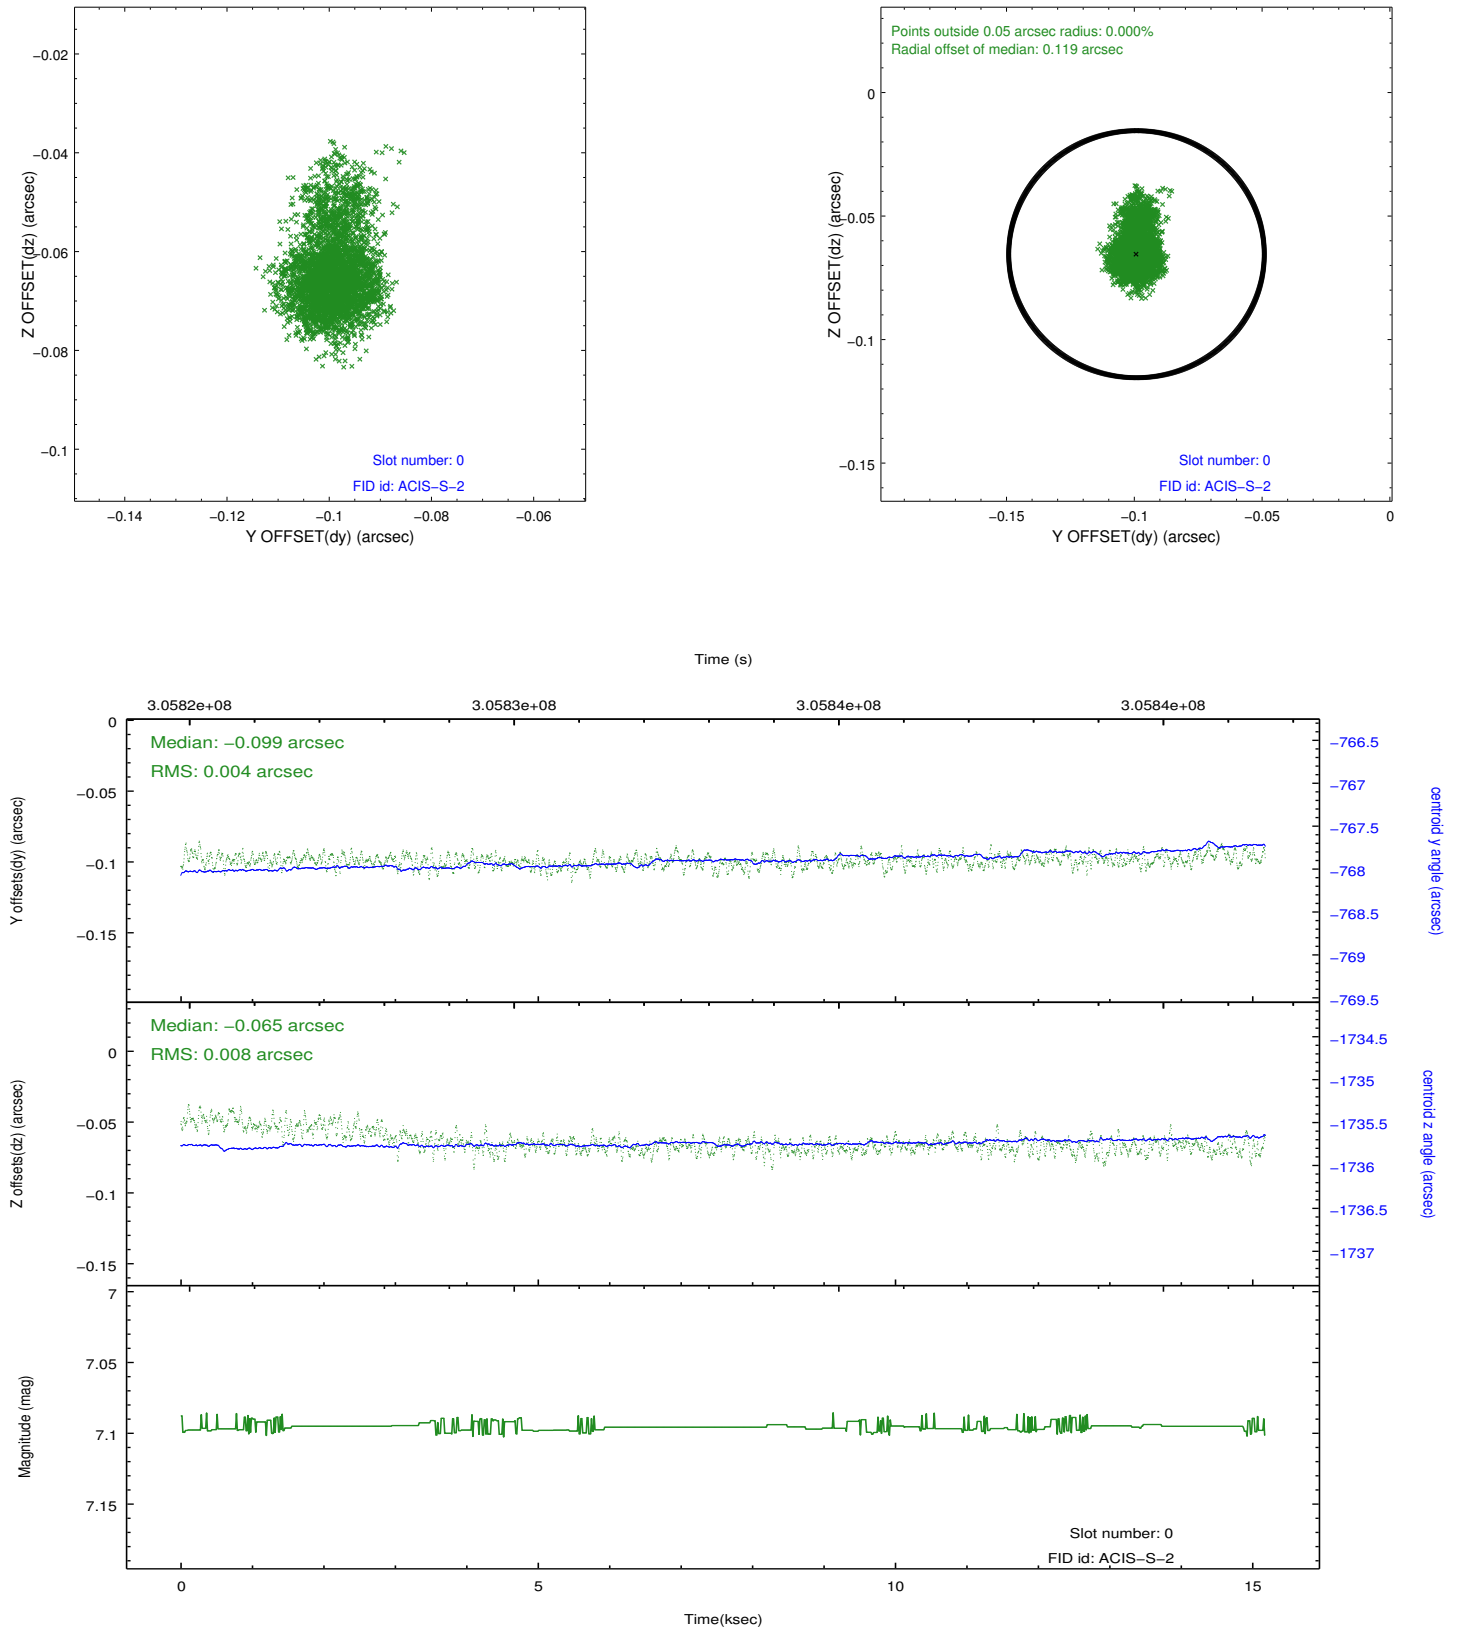 −0.02
−0.04
−0.06
−0.08
−0.1
Z OFFSET(dz) (arcsec)
Slot number: 0
FID id: ACIS−S−2
−0.14 −0.12 −0.1 −0.08 −0.06
Y OFFSET(dy) (arcsec)
Points outside 0.05 arcsec radius: 0.000%
Radial offset of median: 0.119 arcsec
0
−0.05
−0.1
−0.15
Z OFFSET(dz) (arcsec)
Slot number: 0
FID id: ACIS−S−2
−0.15 −0.1 −0.05 0
Y OFFSET(dy) (arcsec)
Time (s)
3.0582e+08 3.0583e+08 3.0584e+08 3.0584e+08
Median: −0.099 arcsec
RMS: 0.004 arcsec
0
−0.05
−0.1
−0.15
Y offsets(dy) (arcsec)
−766.5
−767
−767.5
−768
−768.5
−769
−769.5
centroid y angle (arcsec)
Median: −0.065 arcsec
RMS: 0.008 arcsec
0
−0.05
−0.1
−0.15
Z offsets(dz) (arcsec)
−1734.5
−1735
−1735.5
−1736
−1736.5
−1737
centroid z angle (arcsec)
7
7.05
7.1
7.15
Magnitude (mag)
Slot number: 0
FID id: ACIS−S−2
0 5 10 15
Time(ksec)